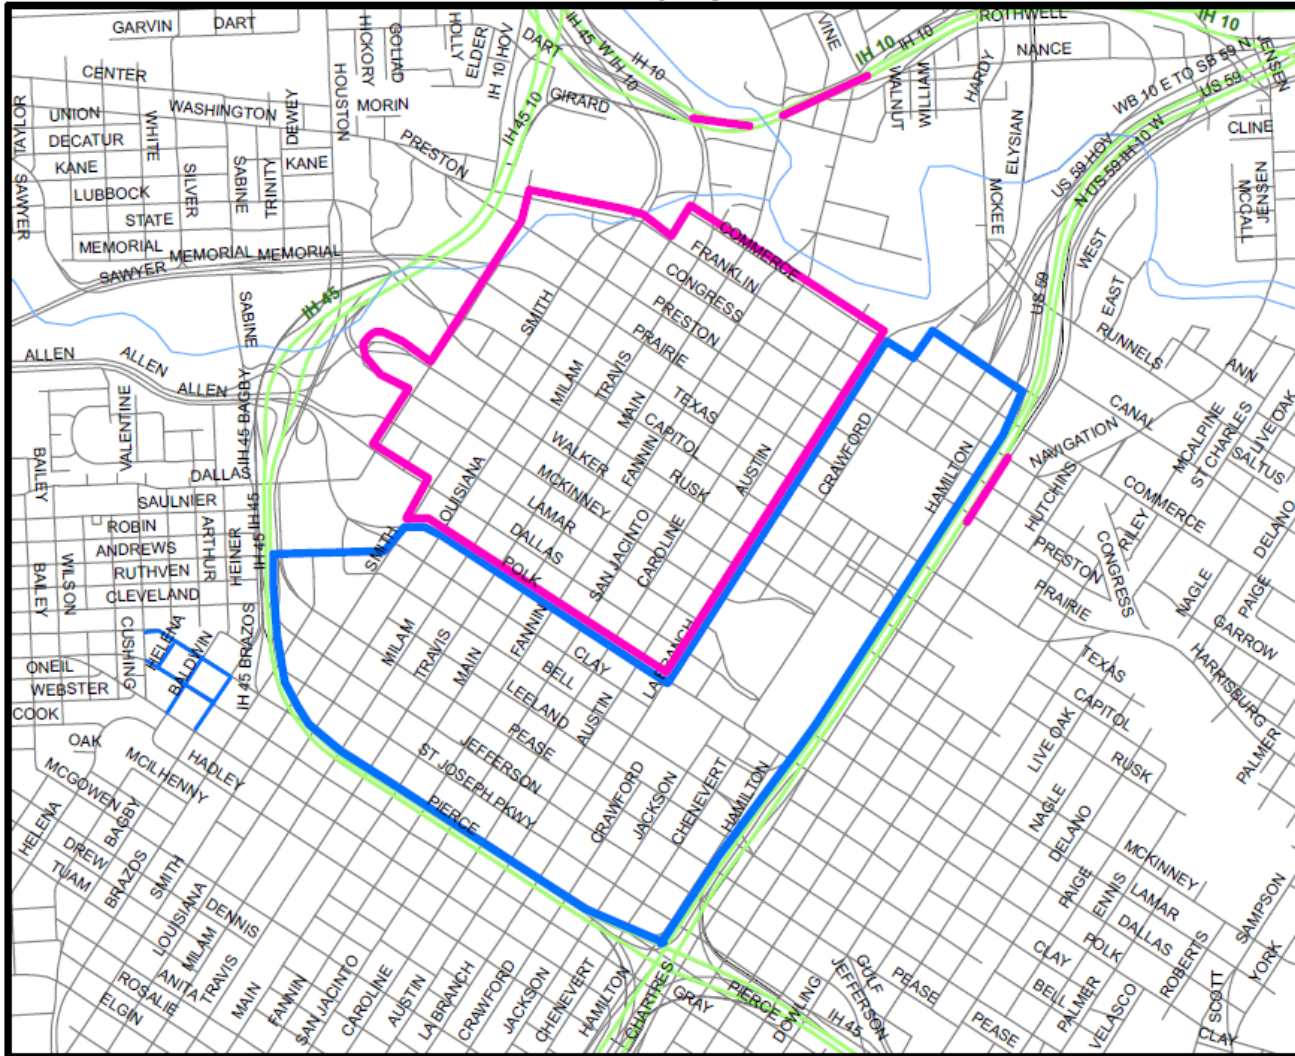 GARVIN
DART
HICKORY
GOLIAD
HOLLY
ELDER
IH 10 HOV
DART
IH 45
W IH 10
IH 10
VINE
IH 10
IH 10
ROTHWELL
IH 10
NANCE
JENSEN
CENTER
HOUSTON
MORIN
GIRARD
WALNUT
WILLIAM
HARDY
WB 10 E TO SB 59 N
US 59
TAYLOR
UNION
WASHINGTON
DEWEY
WHITE
DECATUR
IH 45 10
PRESTON
ELYSIAN
CLINE
KANE
KANE
SILVER
SABINE
TRINITY
US 59 HOV
N US 59 IH 10 W
SAWYER
LUBBOCK
STATE
MCKEE
MCCALL
JENSEN
MEMORIAL
MEMORIAL
MEMORIAL
SAWYER
COMMERCE
FRANKLIN
WEST
SABINE
IH 45
CONGRESS
EAST
US 59
SMITH
PRESTON
PRAIRIE
RUNNELS
ALLEN
ALLEN
ALLEN
MILAM
TRAVIS
ANN
VALENTINE
IH 45 BAGBY
MAIN
TEXAS
CANAL
LIVE OAK
CAPITOL
CRAWFORD
MCALPINE
ST CHARLES
BAILEY
WALKER
FANNIN
AUSTIN
NAVIGATION
SALTUS
DALLAS
LOUISIANA
MCKINNEY
RUSK
HAMILTON
HUTCHINS
COMMERCE
SAULNIER
IH 45 IH 45
LAMAR
RILEY
DELANO
ROBIN
ARTHUR
HEINER
SMITH
DALLAS
SAN JACINTO
CAROLINE
PRESTON
CONGRESS
ANDREWS
WILSON
RUTHVEN
BAILEY
POLK
CLEVELAND
PRAIRIE
NAGLE
PAIGE
CUSHING
HELENA
BALDWIN
IH 45 BRAZOS
MILAM
TRAVIS
MAIN
FANNIN
CLAY
LA BRANCH
GARROW
HARRISBURG
ONEIL
BELL
TEXAS
WEBSTER
LEELAND
AUSTIN
COOK
CAPITOL
OAK
MCILHENNY
HADLEY
PEASE
JEFFERSON
LIVE OAK
RUSK
PALMER
MCGOWEN
ST JOSEPH PKWY
CRAWFORD
JACKSON
CHENEVERT
HAMILTON
HELENA
BAGBY
PIERCE
NAGLE
DELANO
DREW
TUAM
BRAZOS
SMITH
MCKINNEY
LOUISIANA
DENNIS
PAIGE
ENNIS
LAMAR
SAMPSON
MILAM
TRAVIS
DALLAS
ANITA
ROSALIE
ELGIN
MAIN
FANNIN
SAN JACINTO
CAROLINE
AUSTIN
LA BRANCH
CRAWFORD
JACKSON
CHENEVERT
HAMILTON
CHARTRES
GRAY
PIERCE
DOWLING
IH 45
GULF
JEFFERSON
PEASE
PEASE
CLAY
POLK
BELL
PALMER
VELASCO
ROBERTS
SCOTT
YORK
CLAY